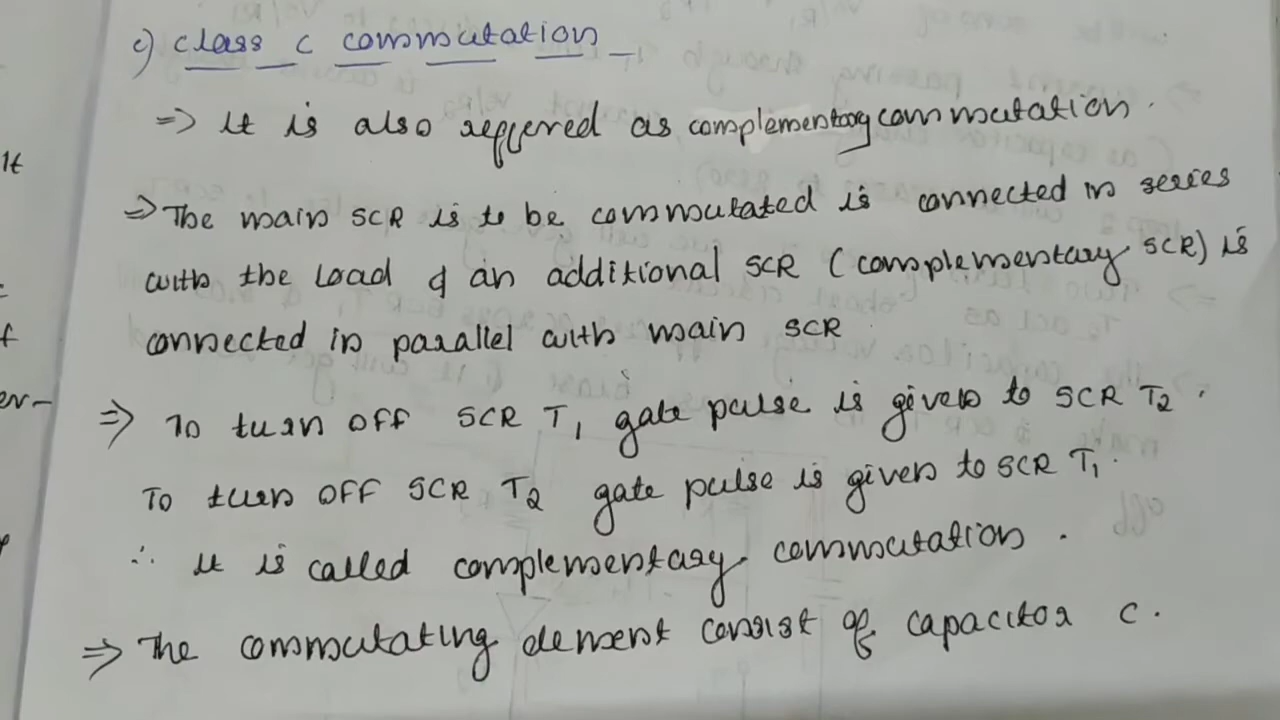 c) class c commutation
⇒ It is also reffered as complementary commutation.
⇒ The main SCR is to be commutated is connected in series
with the load & an additional SCR (complementary SCR) is
connected in parallel with main SCR
⇒ To turn OFF SCR T1 gate pulse is given to SCR T2.
To turn OFF SCR T2 gate pulse is given to SCR T1.
∴ It is called complementary commutation.
⇒ The commutating element consist of capacitor C.